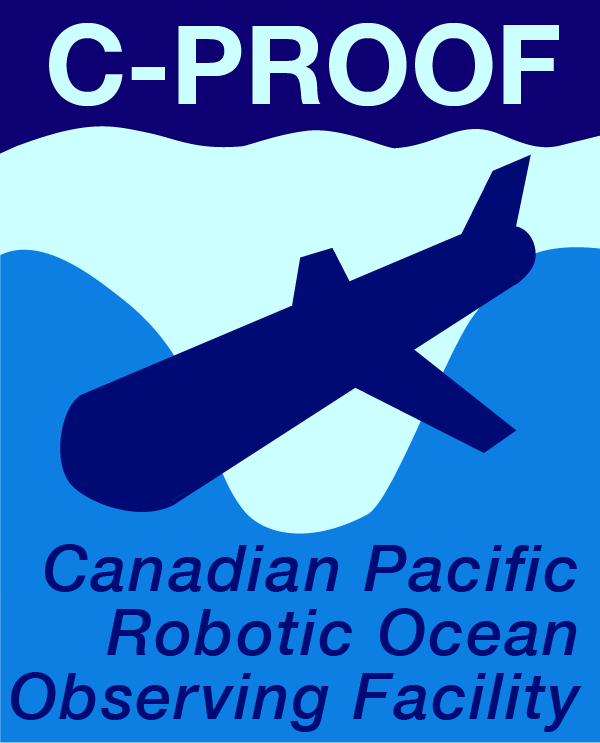 C-PROOF
Canadian Pacific
Robotic Ocean
Observing Facility